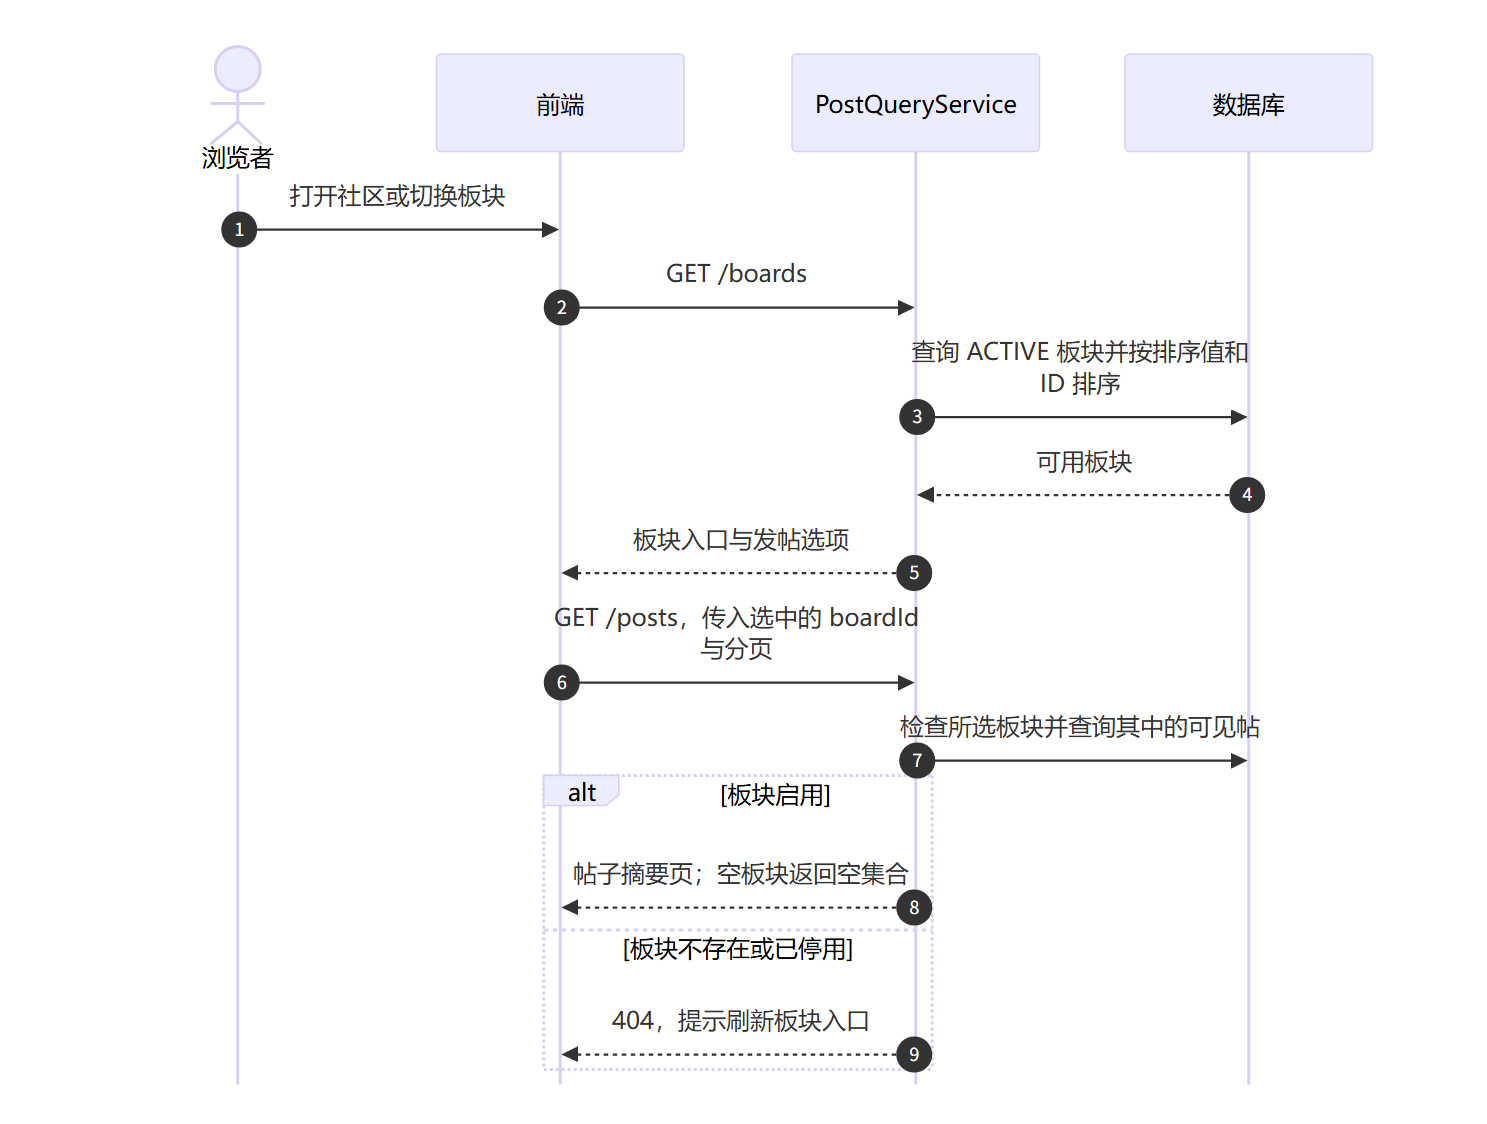 浏览者
前端
PostQueryService
数据库
打开社区或切换板块
1
GET /boards
2
查询 ACTIVE 板块并按排序值和
ID 排序
3
可用板块
4
板块入口与发帖选项
5
GET /posts，传入选中的 boardId
与分页
6
检查所选板块并查询其中的可见帖
7
alt
[板块启用]
帖子摘要页；空板块返回空集合
8
[板块不存在或已停用]
404，提示刷新板块入口
9